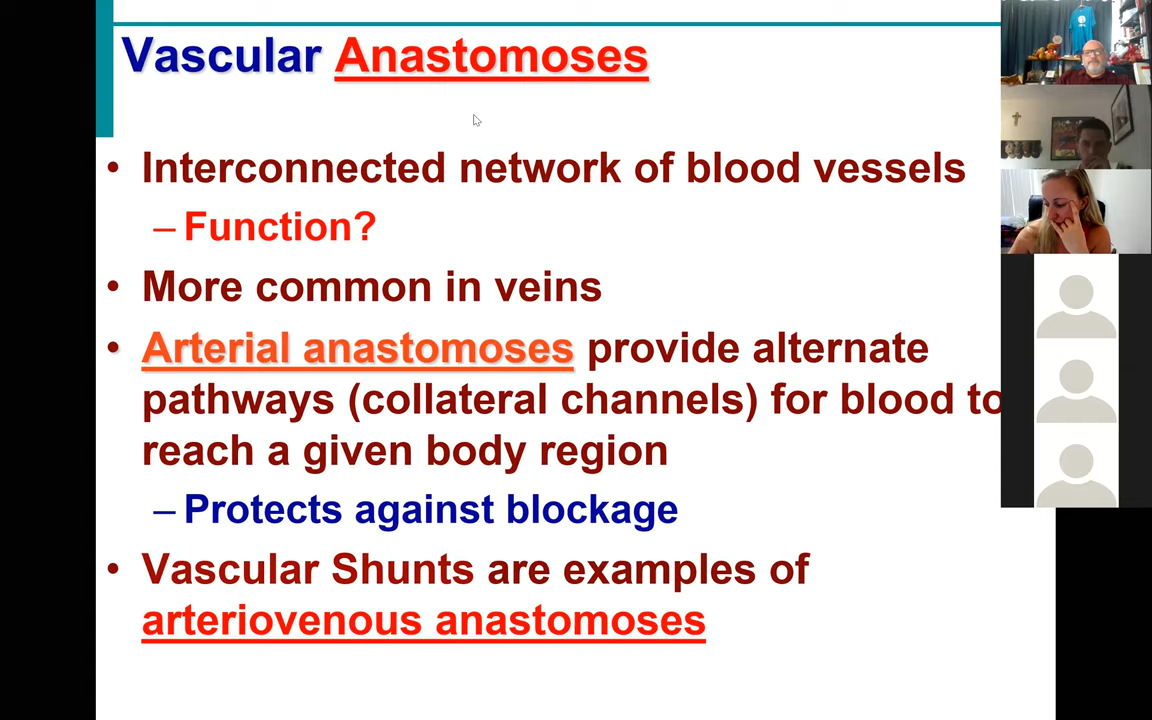 Vascular Anastomoses
• Interconnected network of blood vessels
– Function?
• More common in veins
• Arterial anastomoses provide alternate
pathways (collateral channels) for blood to
reach a given body region
– Protects against blockage
• Vascular Shunts are examples of
arteriovenous anastomoses